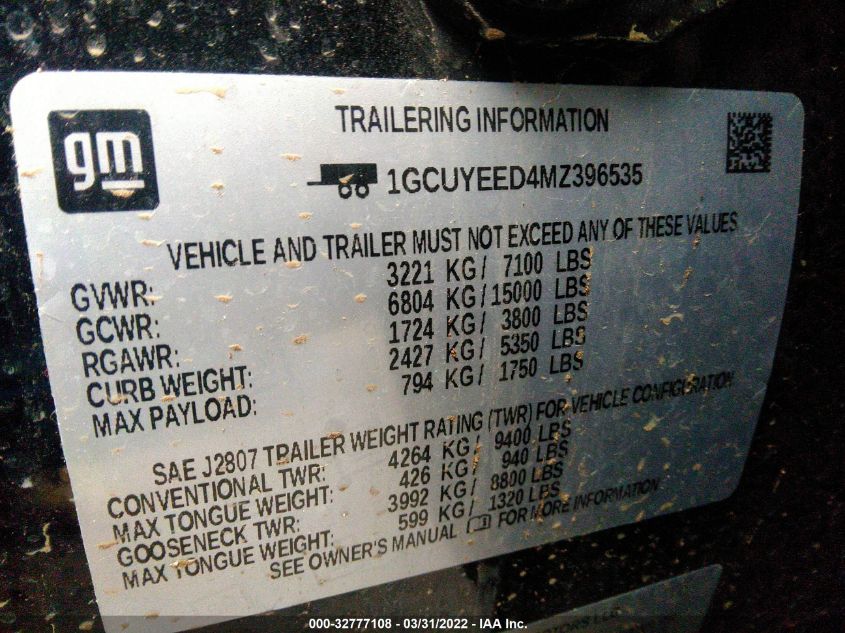 gm
TRAILERING INFORMATION
1GCUYEED4MZ396535
VEHICLE AND TRAILER MUST NOT EXCEED ANY OF THESE VALUES
GVWR: 3221 KG/ 7100 LBS
GCWR: 6804 KG/15000 LBS
RGAWR: 1724 KG/ 3800 LBS
CURB WEIGHT: 2427 KG/ 5350 LBS
MAX PAYLOAD: 794 KG/ 1750 LBS
SAE J2807 TRAILER WEIGHT RATING (TWR) FOR VEHICLE CONFIGURATION
CONVENTIONAL TWR: 4264 KG/ 9400 LBS
MAX TONGUE WEIGHT: 426 KG/ 940 LBS
GOOSENECK TWR: 3992 KG/ 8800 LBS
MAX TONGUE WEIGHT: 599 KG/ 1320 LBS
SEE OWNER'S MANUAL FOR MORE INFORMATION
000-32777108 - 03/31/2022 - IAA Inc.